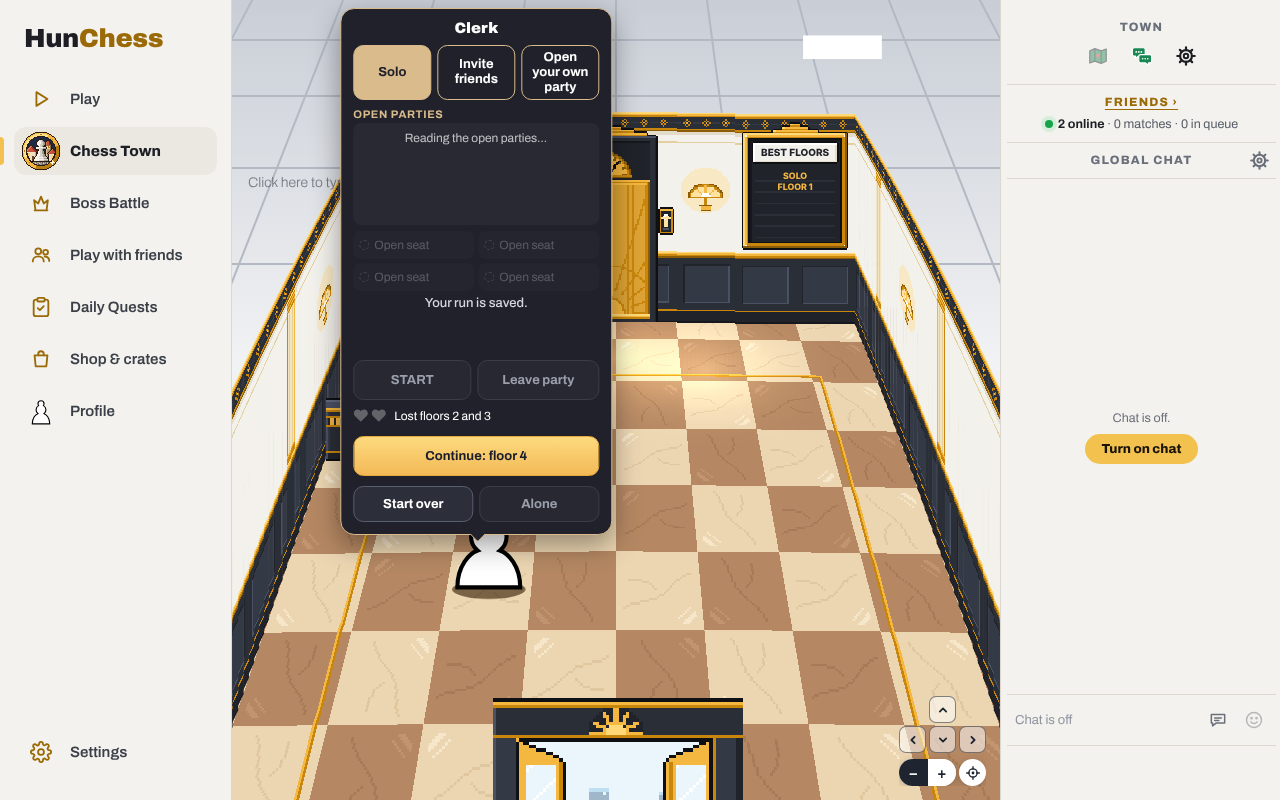 HunChess
Play
Chess Town
Boss Battle
Play with friends
Daily Quests
Shop & crates
Profile
Settings
Click here to ty
Clerk
Solo
Invite friends
Open your own party
OPEN PARTIES
Reading the open parties...
Open seat
Open seat
Open seat
Open seat
Your run is saved.
START
Leave party
Lost floors 2 and 3
Continue: floor 4
Start over
Alone
BEST FLOORS
SOLO
FLOOR 1
TOWN
FRIENDS ›
2 online · 0 matches · 0 in queue
GLOBAL CHAT
Chat is off.
Turn on chat
Chat is off